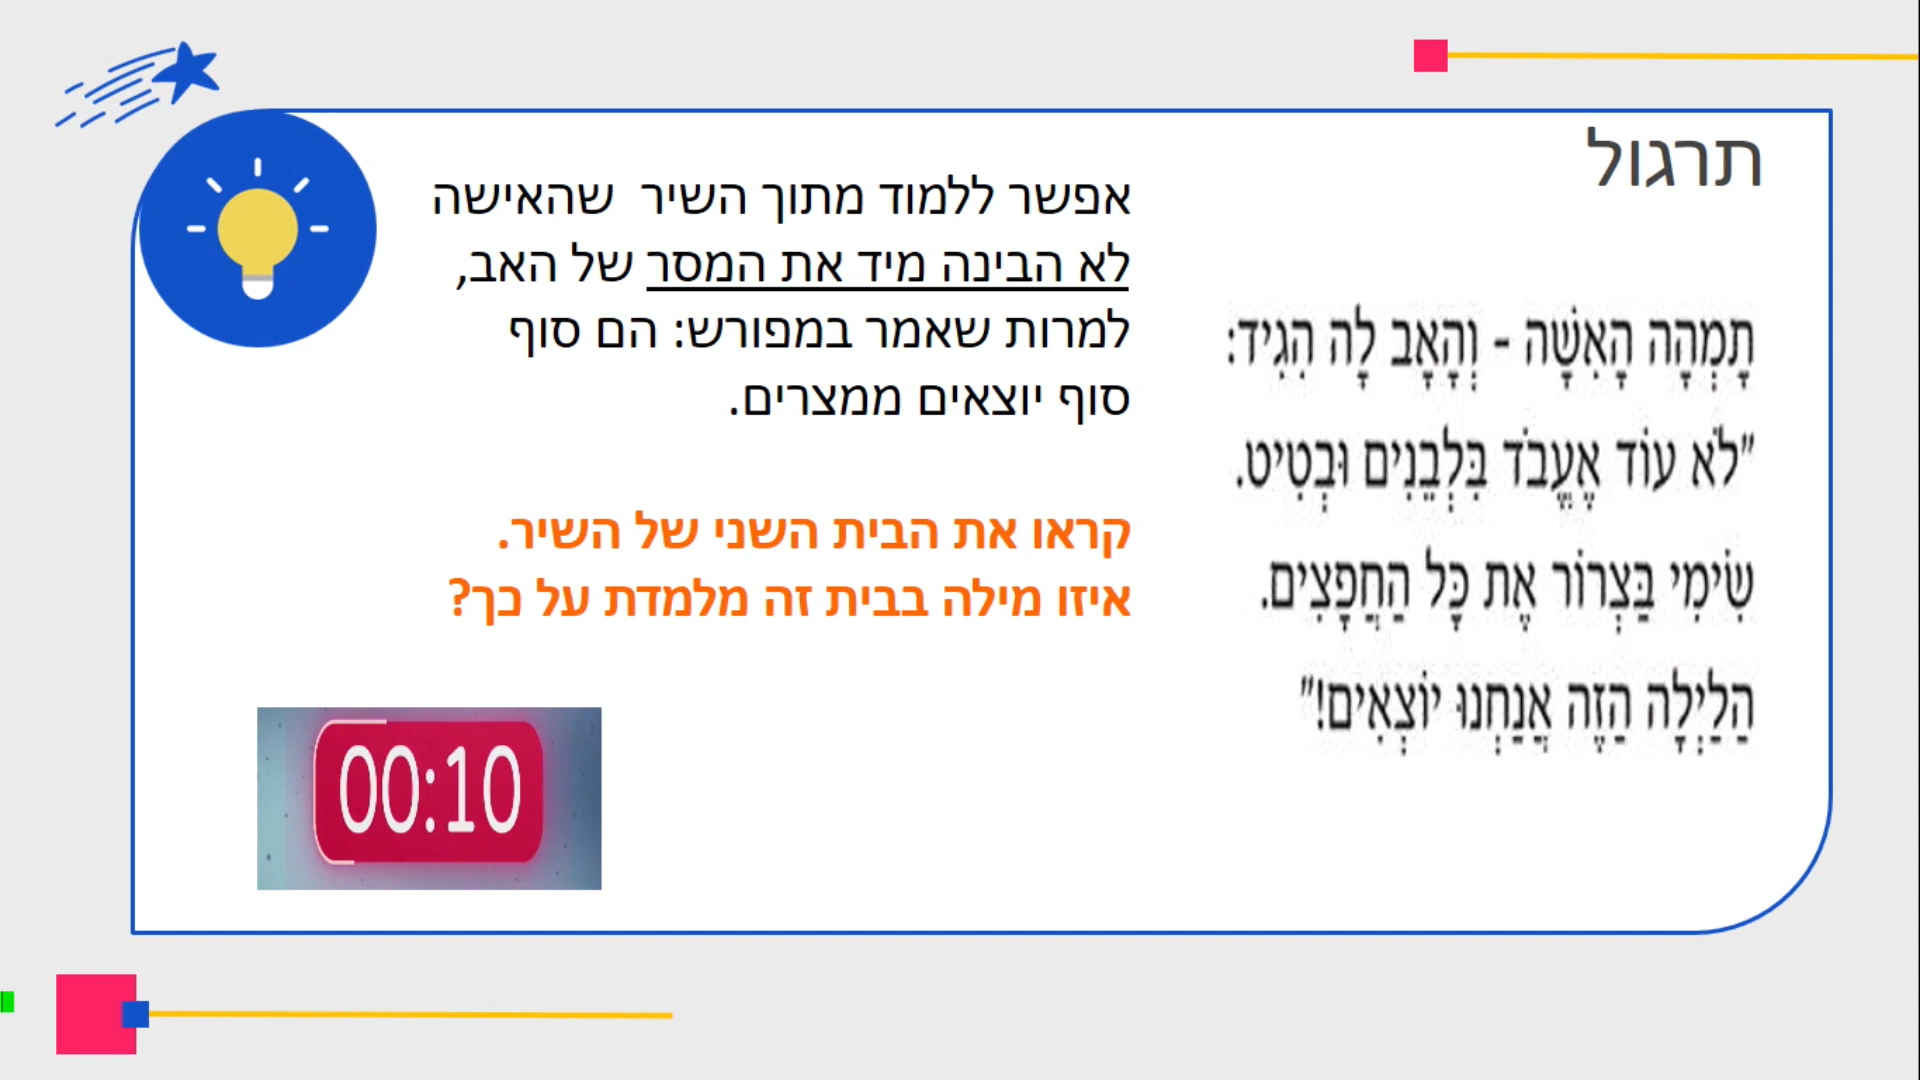 תרגול
תָּמְהָה הָאִשָּׁה - וְהָאָב לָהּ הִגִּיד:
"לֹא עוֹד אֶעֱבֹד בִּלְבֵנִים וּבְטִיט.
שִׂימִי בַּצְּרוֹר אֶת כָּל הַחֲפָצִים.
הַלַּיְלָה הַזֶּה אֲנַחְנוּ יוֹצְאִים!"
אפשר ללמוד מתוך השיר שהאישה
לא הבינה מיד את המסר של האב,
למרות שאמר במפורש: הם סוף
סוף יוצאים ממצרים.
קראו את הבית השני של השיר.
איזו מילה בבית זה מלמדת על כך?
00:10